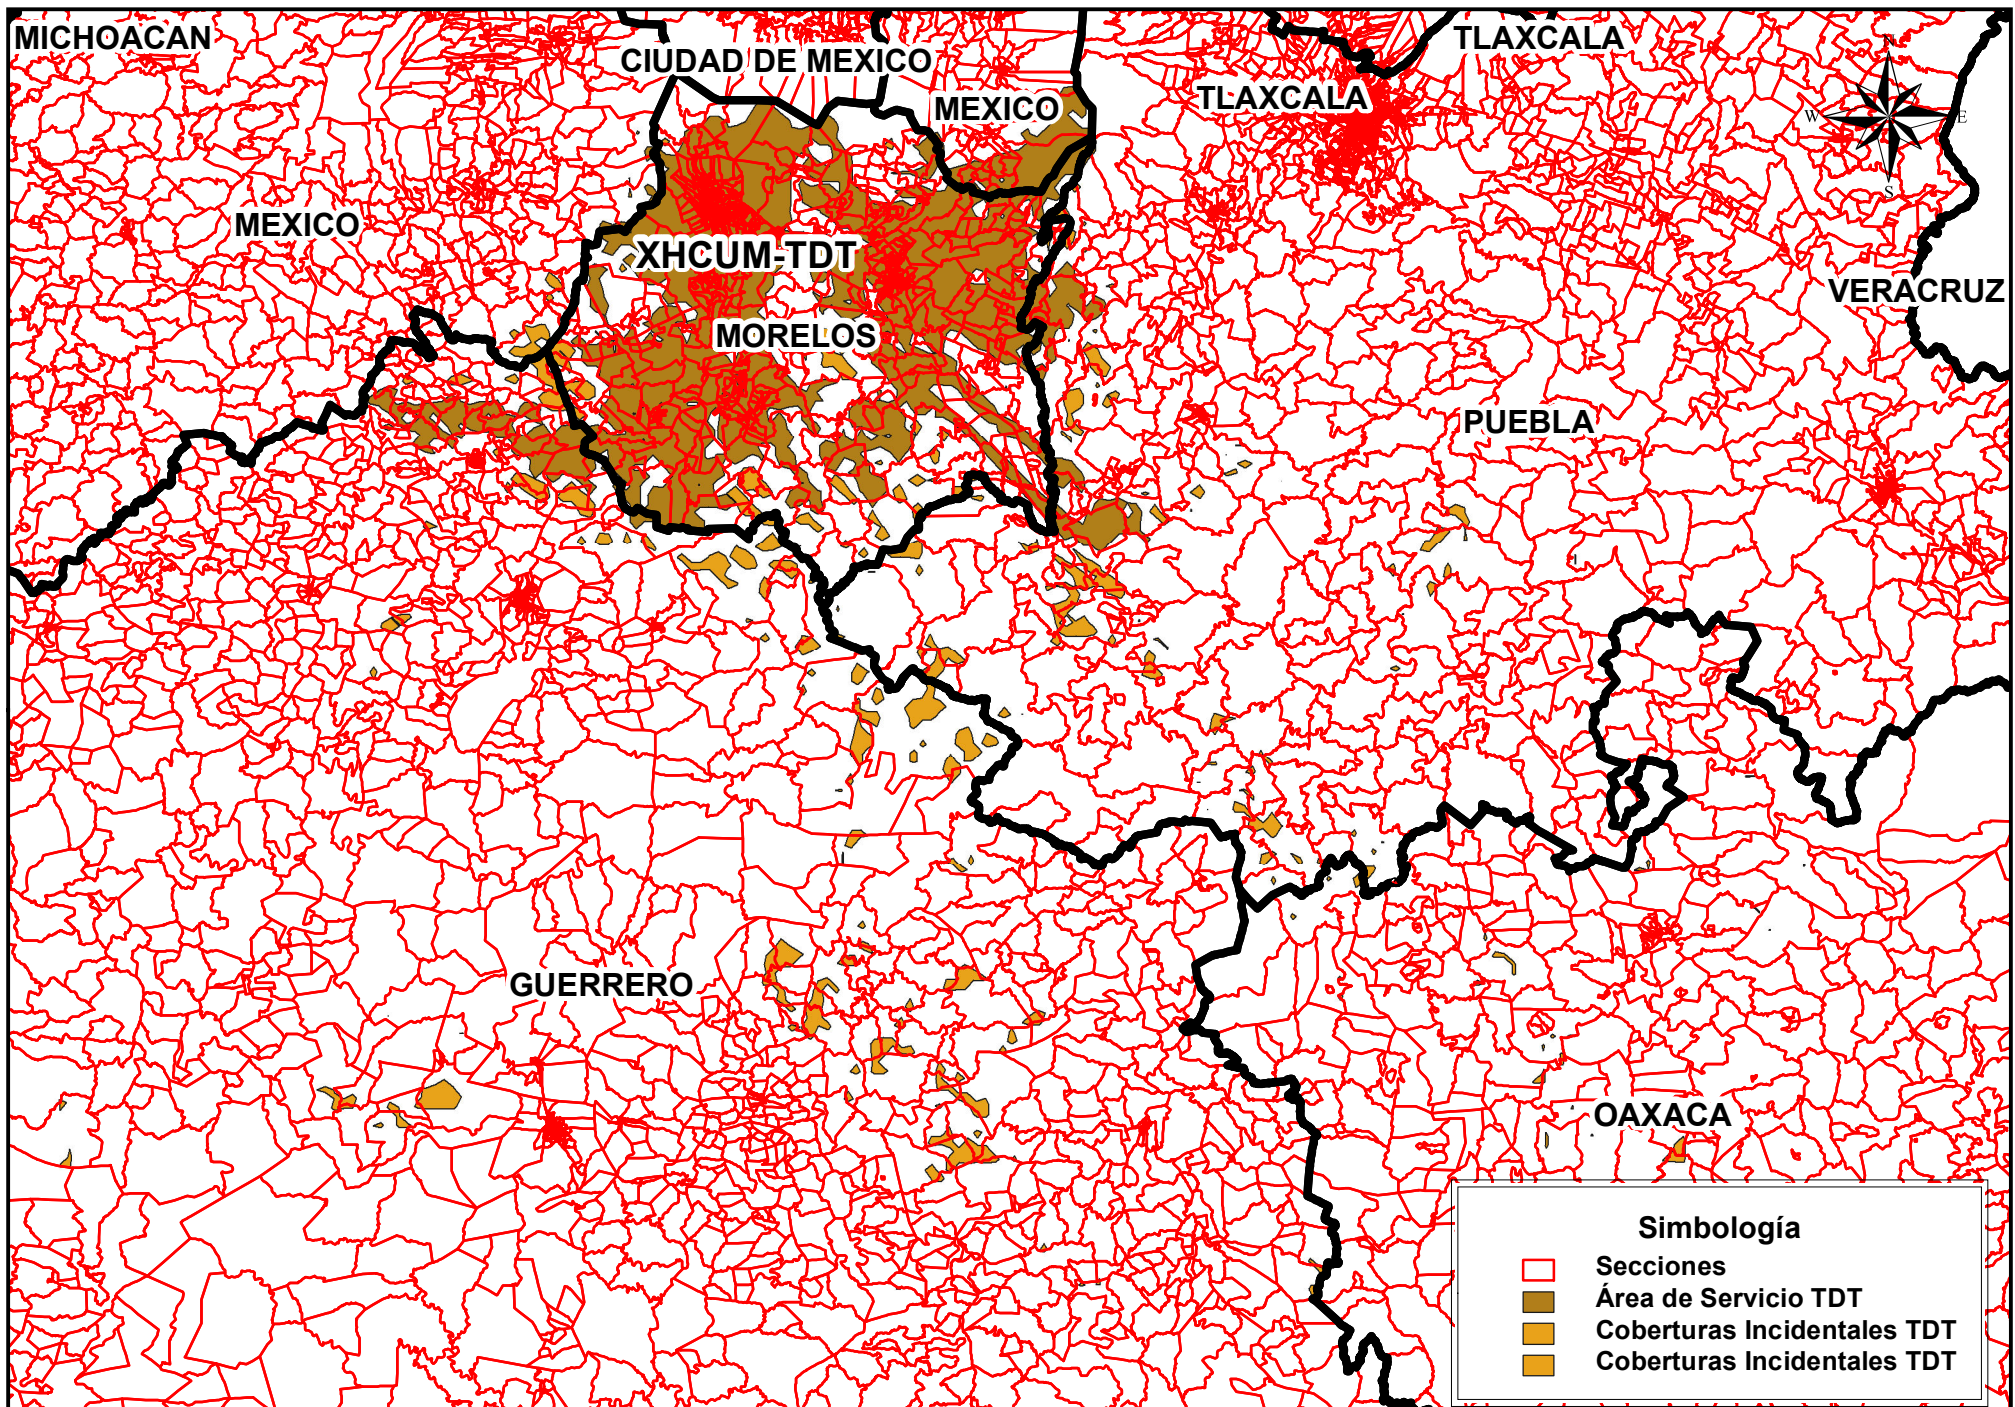 MICHOACAN
CIUDAD DE MEXICO
TLAXCALA
MEXICO
TLAXCALA
N
W
E
S
MEXICO
XHCUM-TDT
VERACRUZ
MORELOS
PUEBLA
GUERRERO
OAXACA
Simbología
Secciones
Área de Servicio TDT
Coberturas Incidentales TDT
Coberturas Incidentales TDT